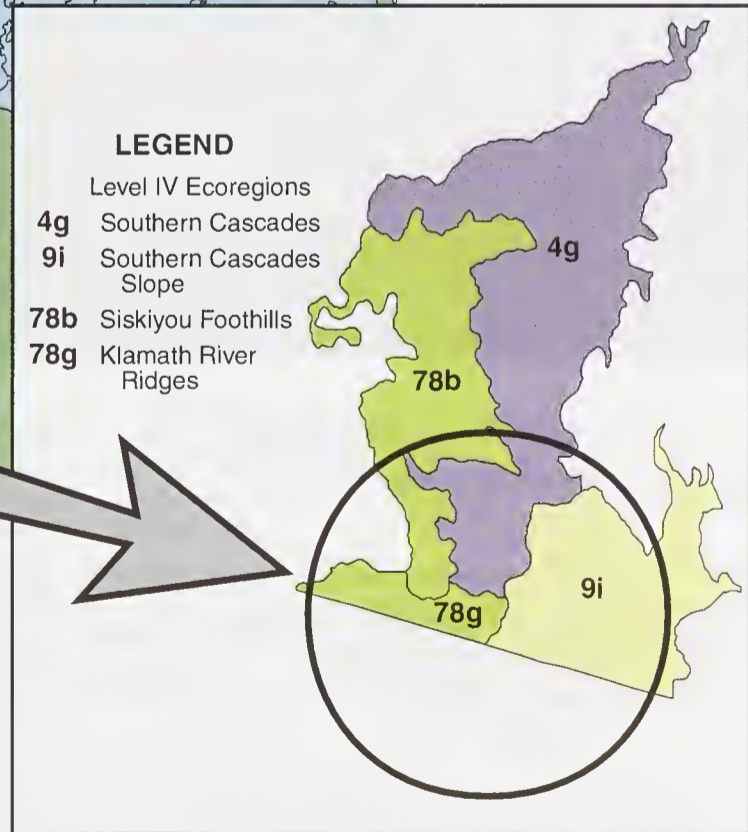 LEGEND
Level IV Ecoregions
4g Southern Cascades
9i Southern Cascades
Slope
78b Siskiyou Foothills
78g Klamath River
Ridges
4g
78b
9i
78g